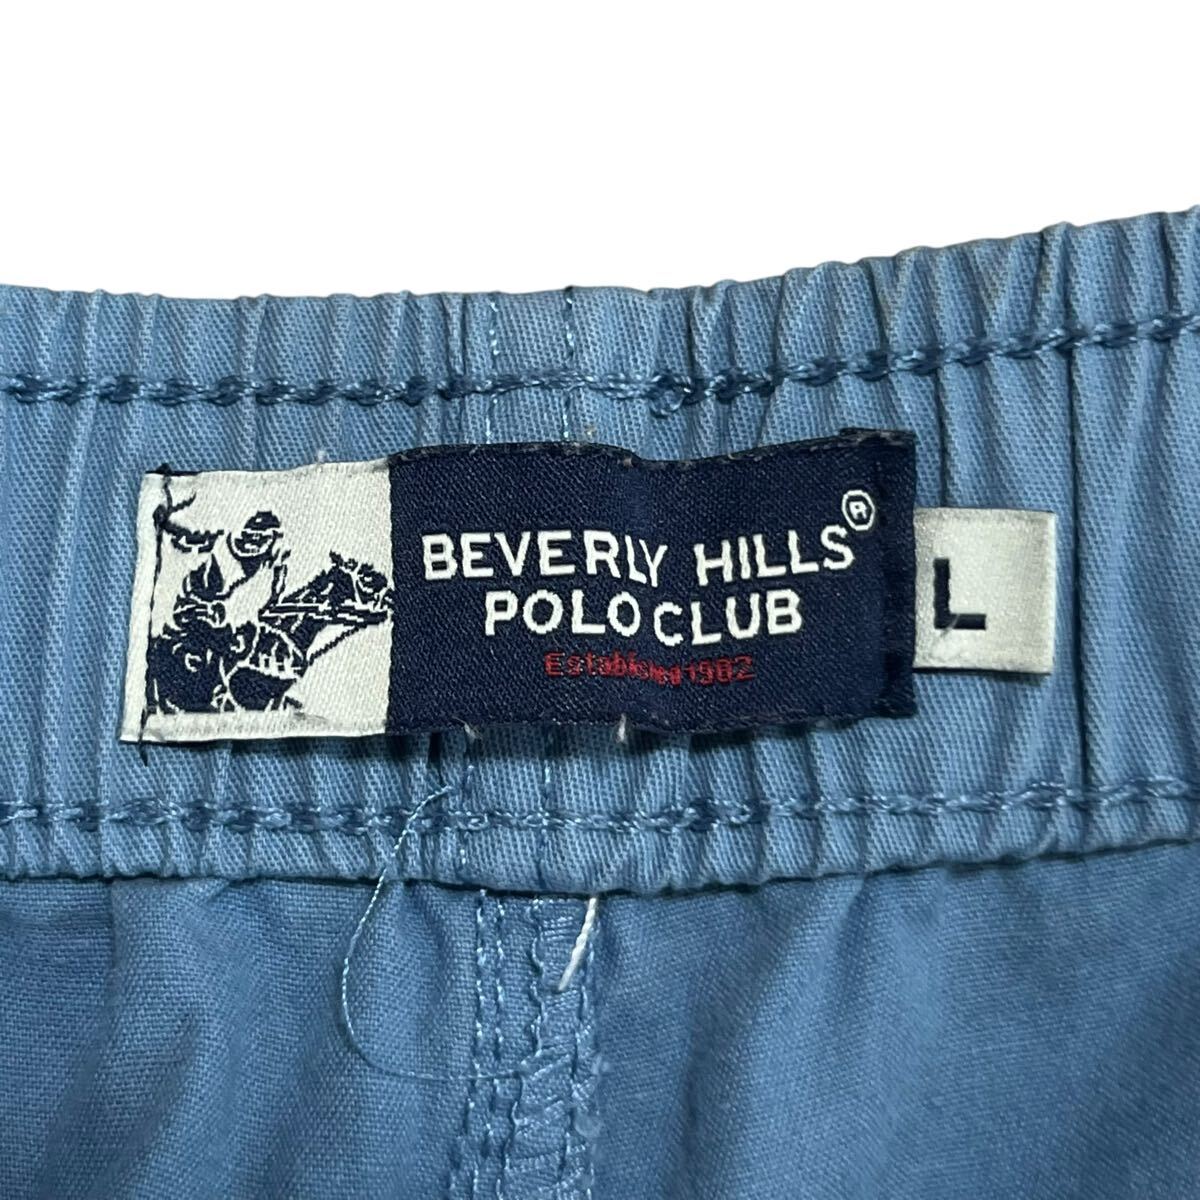 BEVERLY HILLS®
POLO CLUB
Established 1982
L